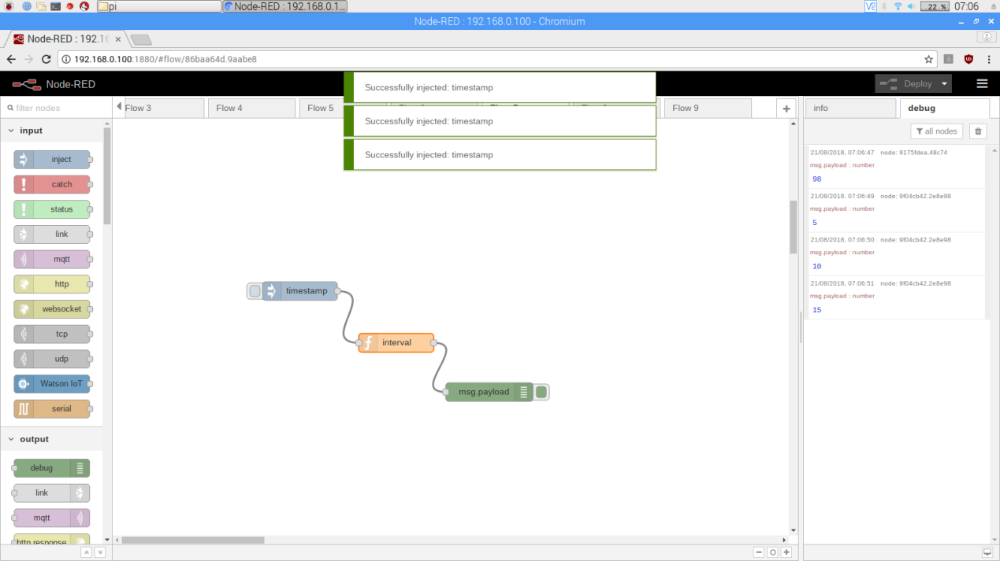 pi
Node-RED : 192.168.0.1...
22 %
07:06
Node-RED : 192.168.0.100 - Chromium
Node-RED : 192.16
192.168.0.100:1880/#flow/86baa64d.9aabe8
Node-RED
Deploy
Successfully injected: timestamp
Successfully injected: timestamp
Successfully injected: timestamp
filter nodes
Flow 3
Flow 4
Flow 5
Flow 9
info
debug
all nodes
input
inject
catch
status
link
mqtt
http
websocket
tcp
udp
Watson IoT
serial
output
debug
link
mqtt
http response
timestamp
interval
msg.payload
21/08/2018, 07:06:47 node: 9175fdea.48c74
msg.payload : number
98
21/08/2018, 07:06:49 node: 9f04cb42.2e8e98
msg.payload : number
5
21/08/2018, 07:06:50 node: 9f04cb42.2e8e98
msg.payload : number
10
21/08/2018, 07:06:51 node: 9f04cb42.2e8e98
msg.payload : number
15